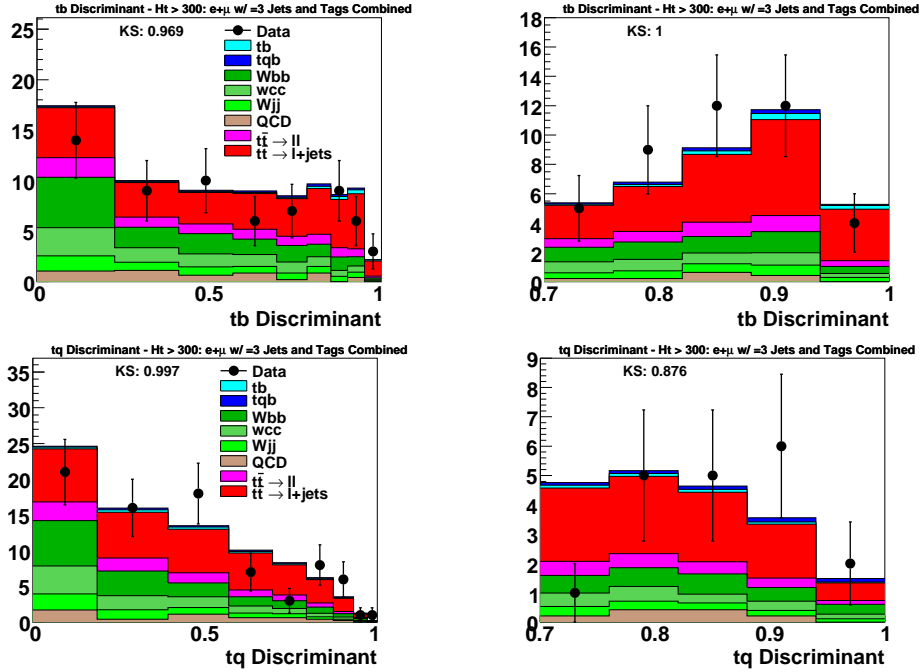 tb Discriminant - Ht > 300: e+μ w/ =3 Jets and Tags Combined
KS: 0.969
Data
tb
tqb
Wbb
wcc
Wjj
QCD
tt̄ → ll
tt → l+jets
25
20
15
10
5
0
0 0.5 1
tb Discriminant
tb Discriminant - Ht > 300: e+μ w/ =3 Jets and Tags Combined
KS: 1
18
16
14
12
10
8
6
4
2
0
0.7 0.8 0.9 1
tb Discriminant
tq Discriminant - Ht > 300: e+μ w/ =3 Jets and Tags Combined
KS: 0.997
Data
tb
tqb
Wbb
wcc
Wjj
QCD
tt̄ → ll
tt → l+jets
35
30
25
20
15
10
5
0
0 0.5 1
tq Discriminant
tq Discriminant - Ht > 300: e+μ w/ =3 Jets and Tags Combined
KS: 0.876
9
8
7
6
5
4
3
2
1
0
0.7 0.8 0.9 1
tq Discriminant